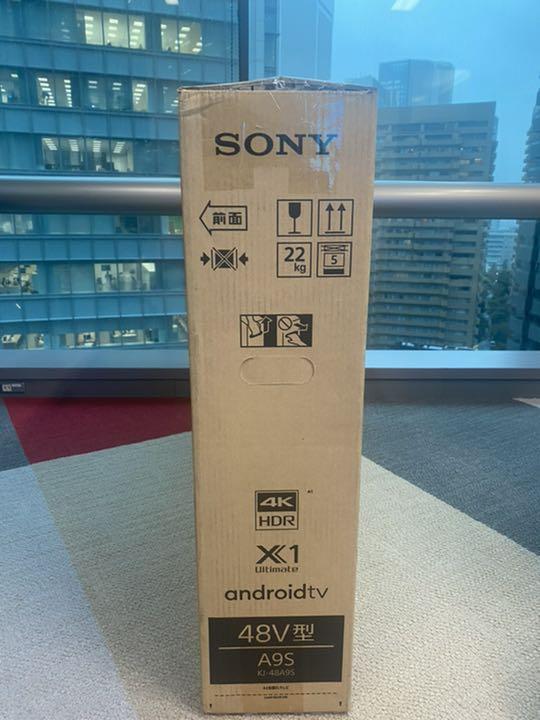 SONY
前面
22
kg
5
4K
HDR
X1
Ultimate
androidtv
48V型
A9S
KJ-48A9S